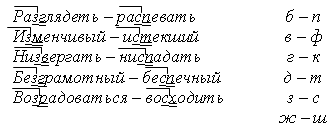 Разглядеть – распевать б – п
Изменчивый – истекший в – ф
Низвергать – ниспадать г – к
Безграмотный – беспечный д – т
Возрадоваться – восходить з – с
ж – ш